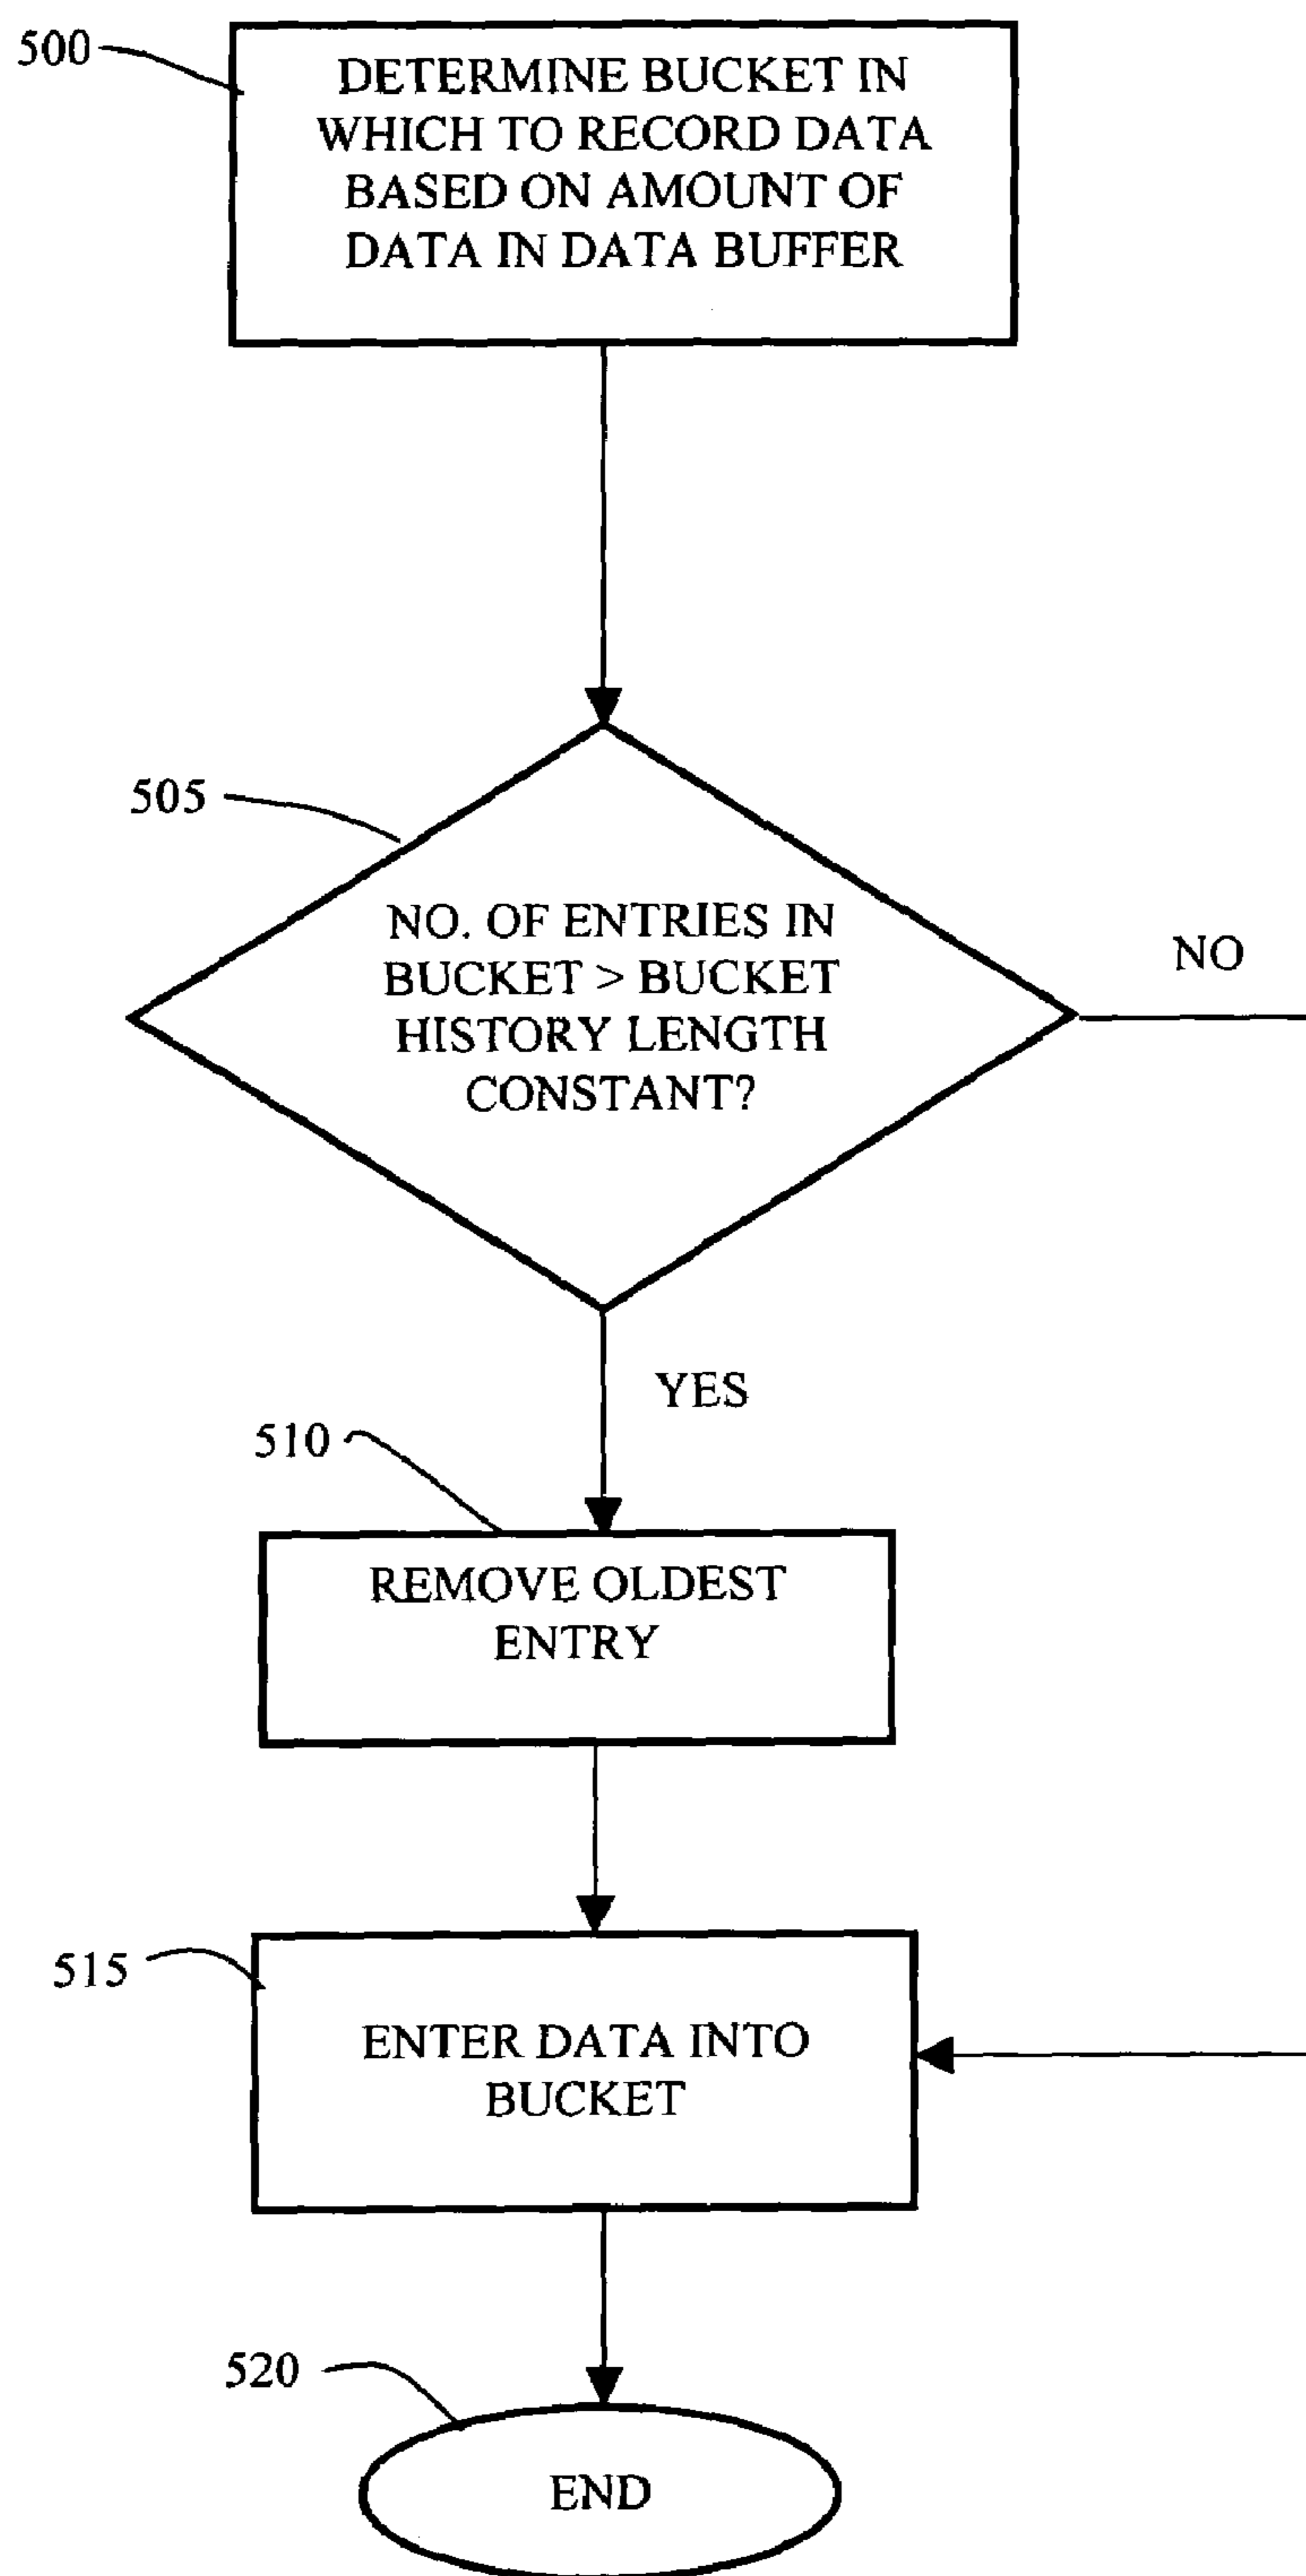 500
DETERMINE BUCKET IN
WHICH TO RECORD DATA
BASED ON AMOUNT OF
DATA IN DATA BUFFER
505
NO. OF ENTRIES IN
BUCKET > BUCKET
HISTORY LENGTH
CONSTANT?
NO
YES
510
REMOVE OLDEST
ENTRY
515
ENTER DATA INTO
BUCKET
520
END